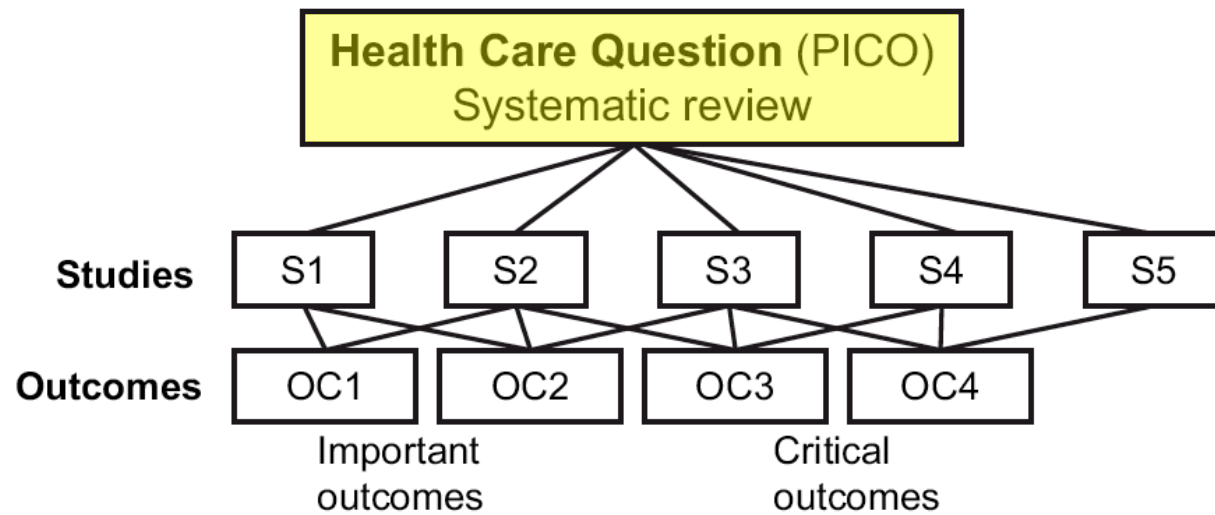 Health Care Question (PICO)
Systematic review
Studies S1 S2 S3 S4 S5
Outcomes OC1 OC2 OC3 OC4
Important Critical
outcomes outcomes